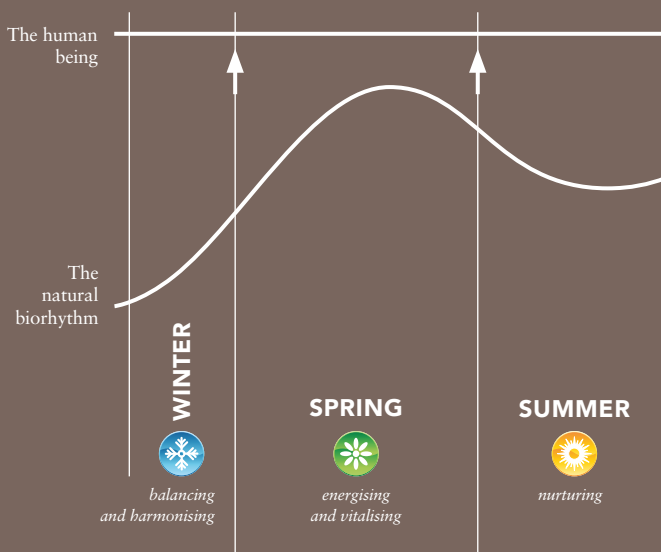 The human
being
The
natural
biorhythm
WINTER
SPRING
SUMMER
balancing
and harmonising
energising
and vitalising
nurturing